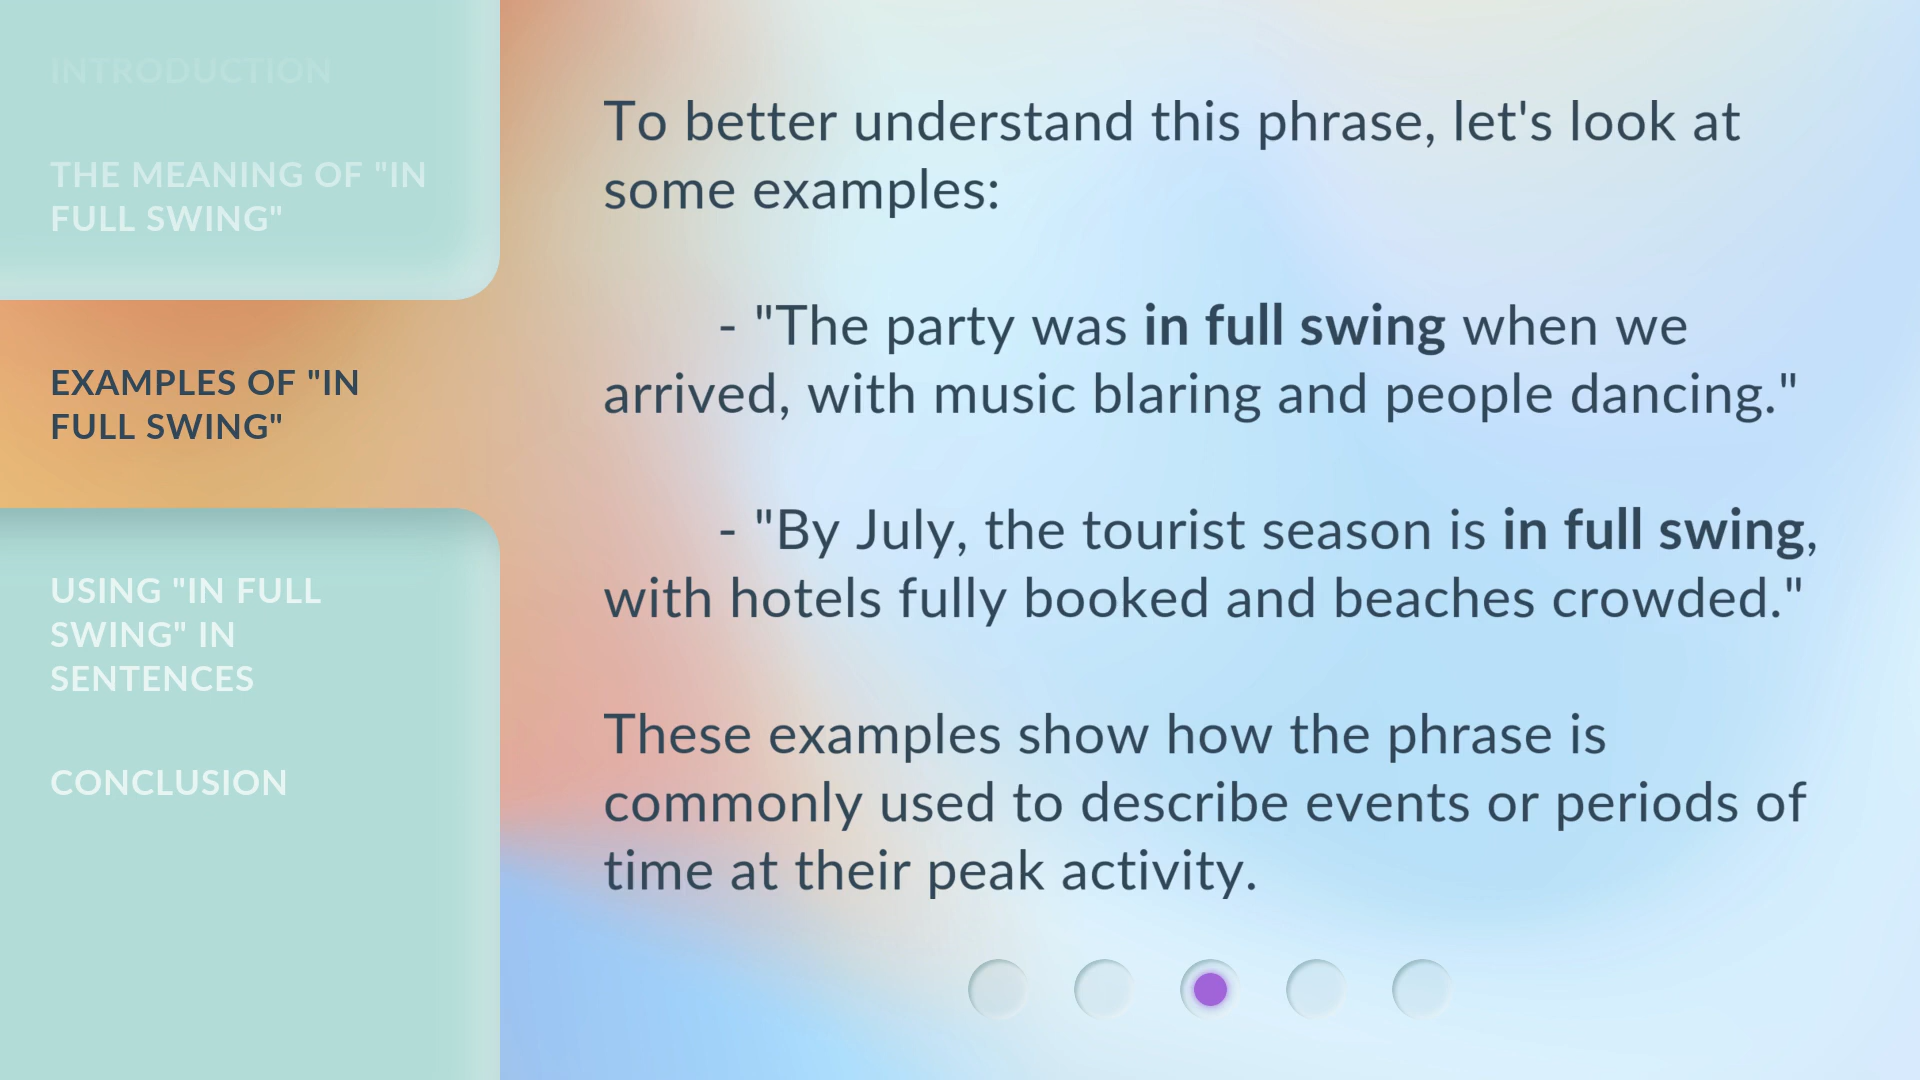 INTRODUCTION
THE MEANING OF "IN
FULL SWING"
EXAMPLES OF "IN
FULL SWING"
USING "IN FULL
SWING" IN
SENTENCES
CONCLUSION
To better understand this phrase, let's look at
some examples:
- "The party was in full swing when we
arrived, with music blaring and people dancing."
- "By July, the tourist season is in full swing,
with hotels fully booked and beaches crowded."
These examples show how the phrase is
commonly used to describe events or periods of
time at their peak activity.